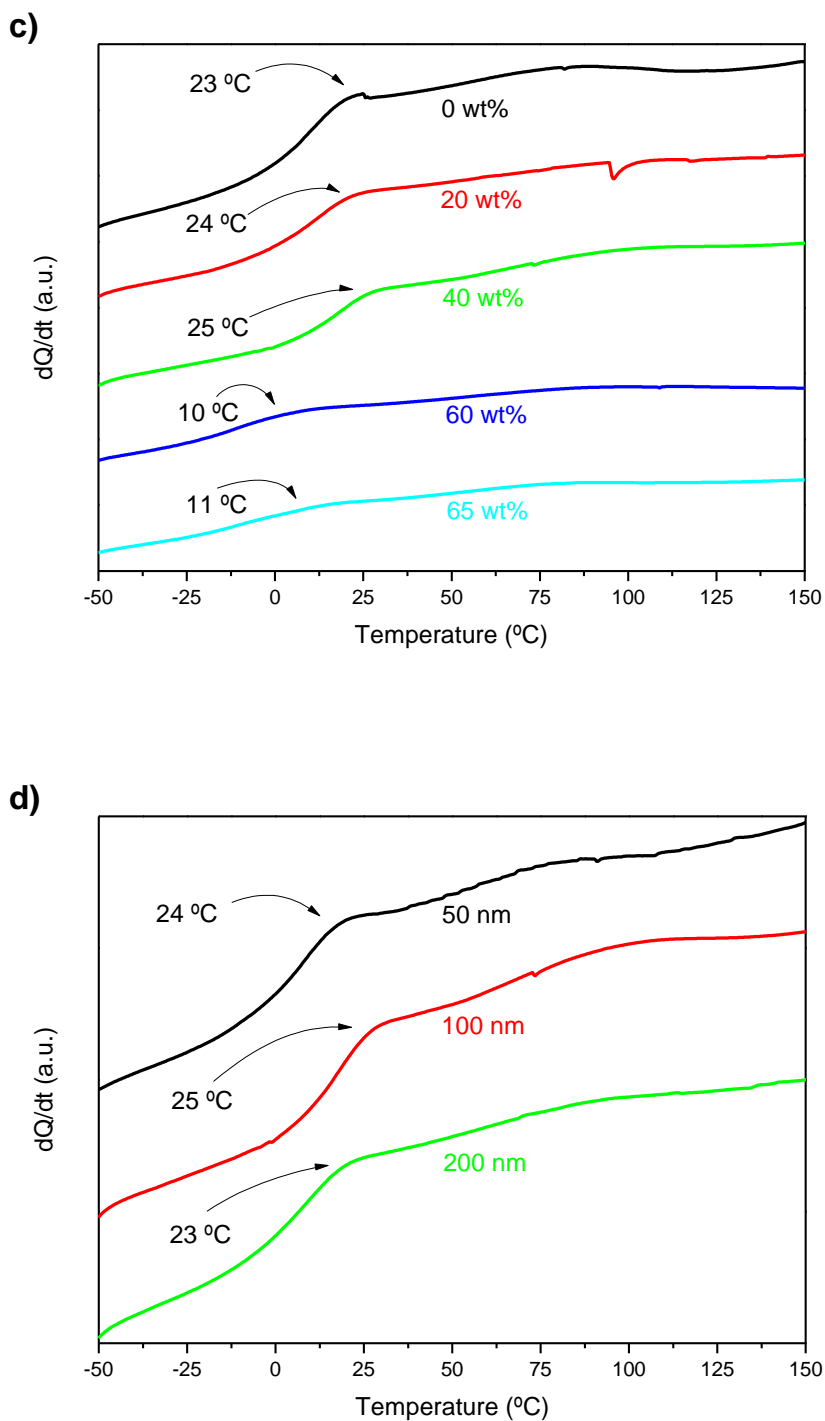 c)
23 ºC
0 wt%
24 ºC
20 wt%
25 ºC
40 wt%
10 ºC
60 wt%
11 ºC
65 wt%
dQ/dt (a.u.)
-50 -25 0 25 50 75 100 125 150
Temperature (ºC)
d)
24 ºC
50 nm
100 nm
25 ºC
200 nm
23 ºC
dQ/dt (a.u.)
-50 -25 0 25 50 75 100 125 150
Temperature (ºC)